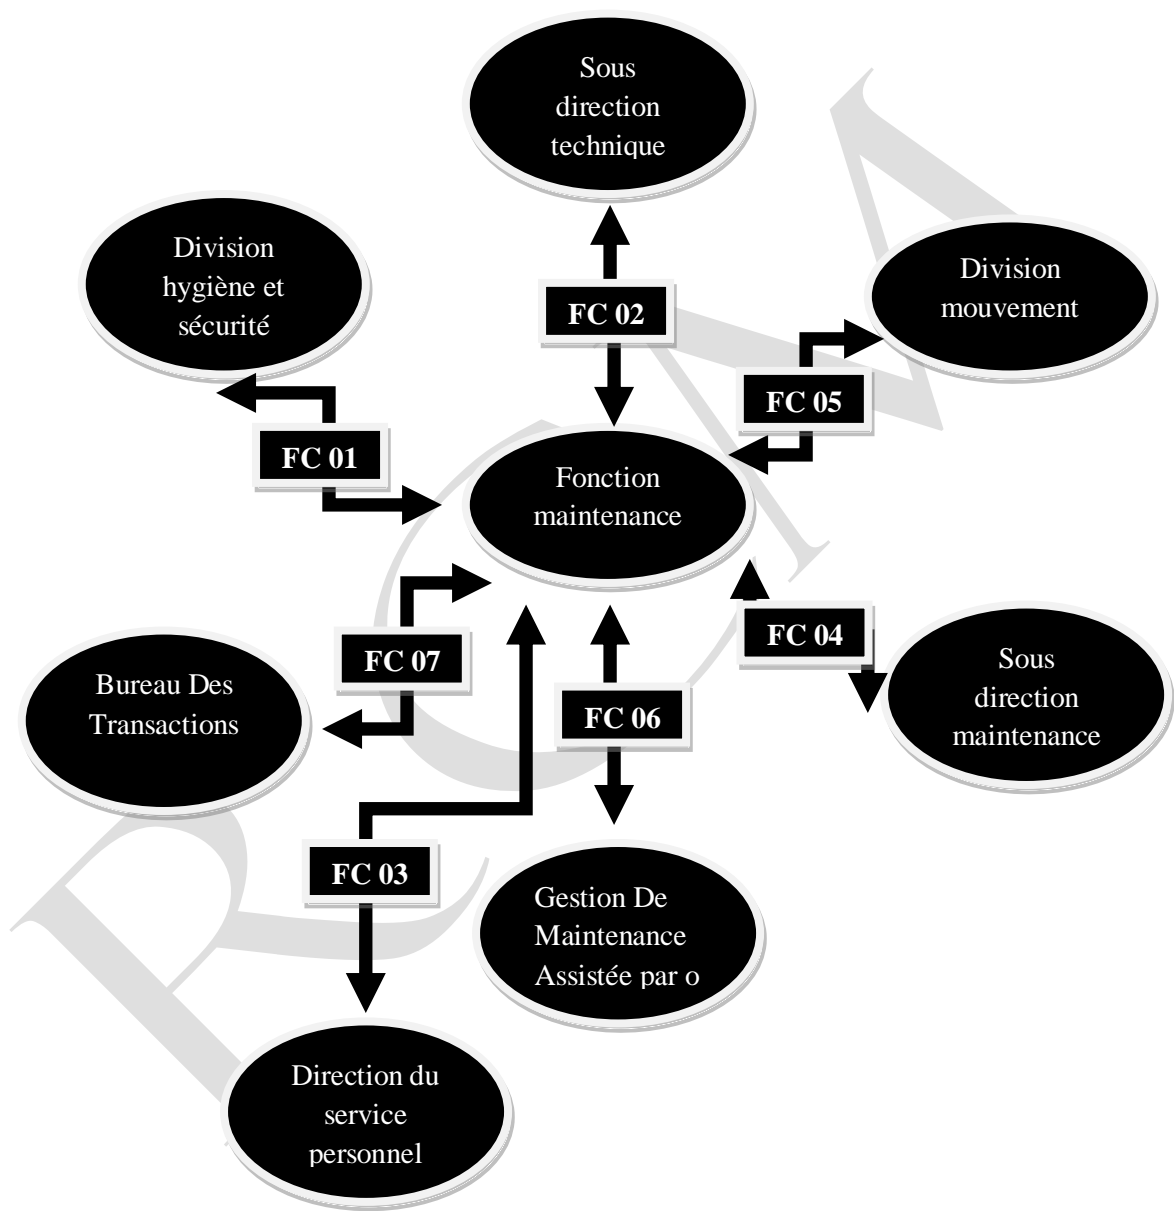 Sous
direction
technique
Division
hygiène et
sécurité
Division
mouvement
FC 02
FC 05
FC 01
Fonction
maintenance
FC 04
FC 07
Sous
direction
maintenance
Bureau Des
Transactions
FC 06
FC 03
Gestion De
Maintenance
Assistée par o
Direction du
service
personnel
RCM